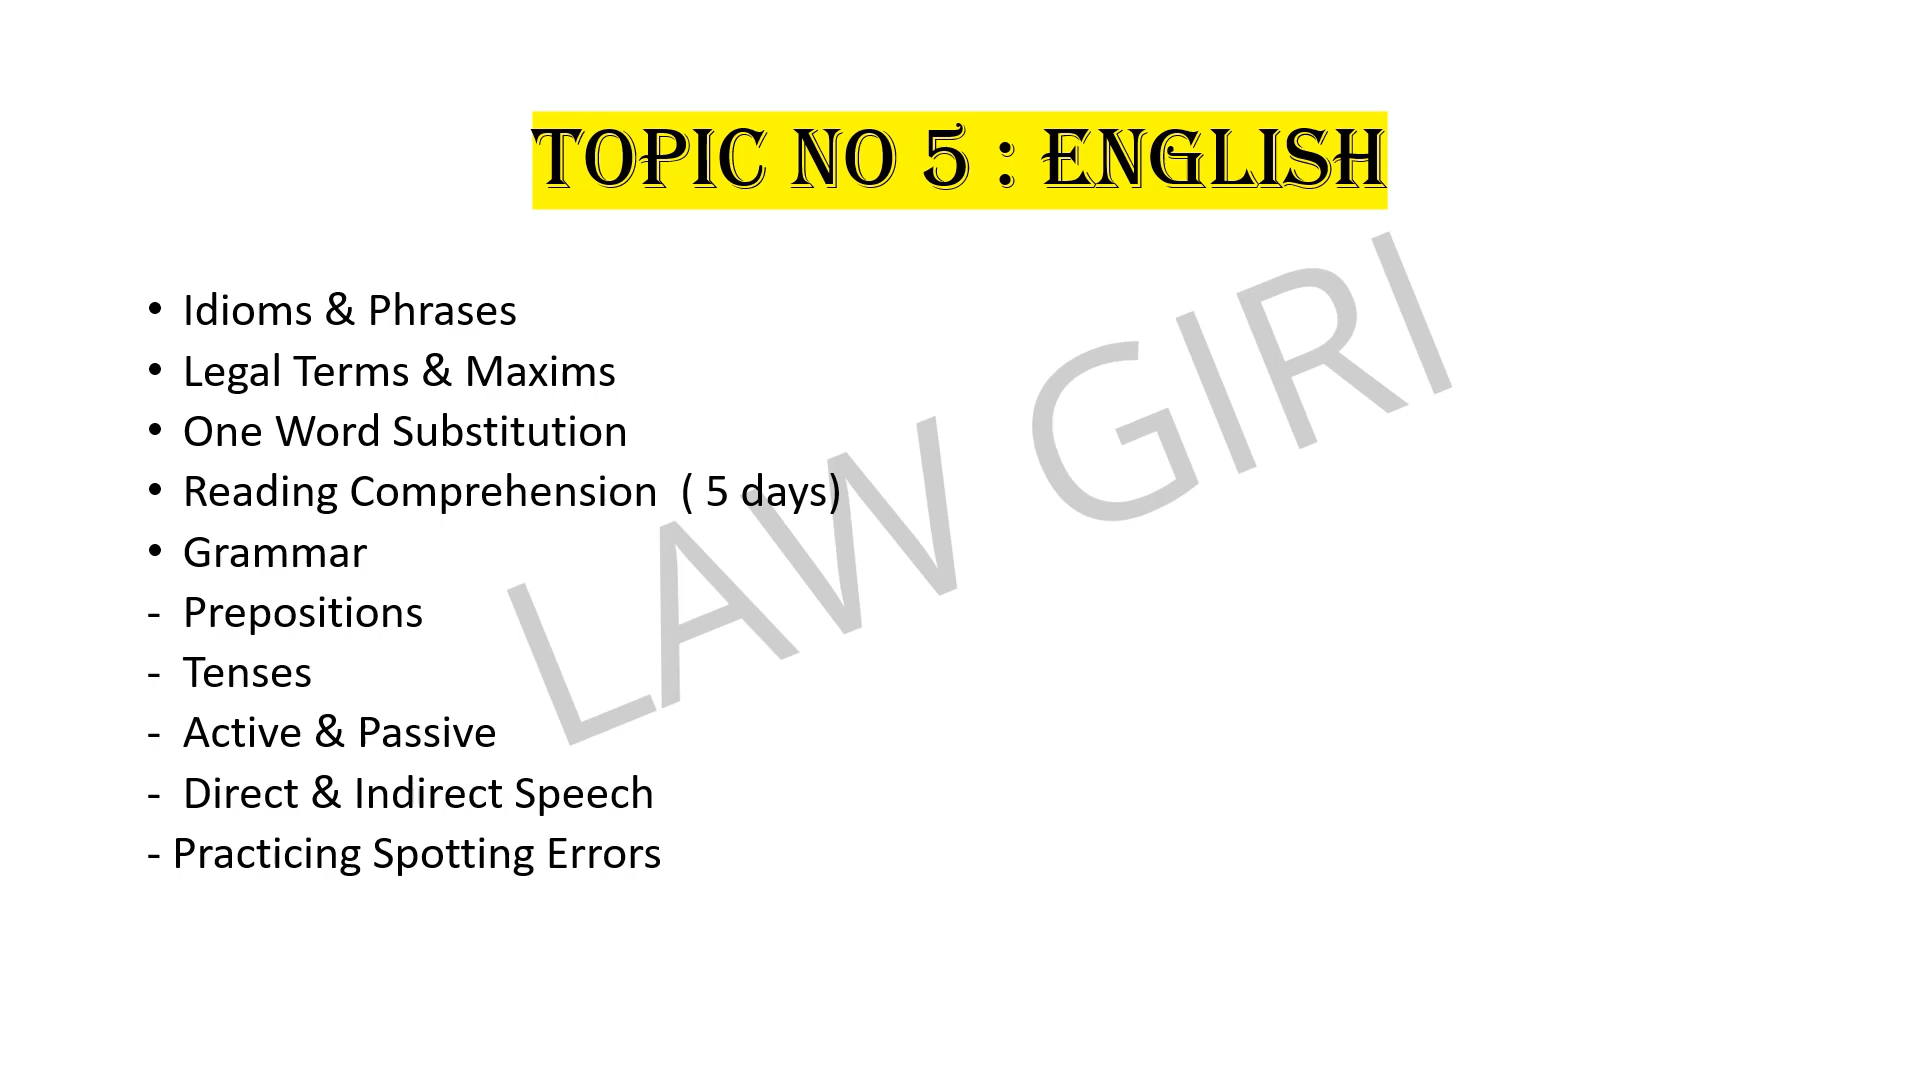 TOPIC NO 5 : ENGLISH
• Idioms & Phrases
• Legal Terms & Maxims
• One Word Substitution
• Reading Comprehension  ( 5 days)
• Grammar
- Prepositions
- Tenses
- Active & Passive
- Direct & Indirect Speech
- Practicing Spotting Errors
LAW GIRI